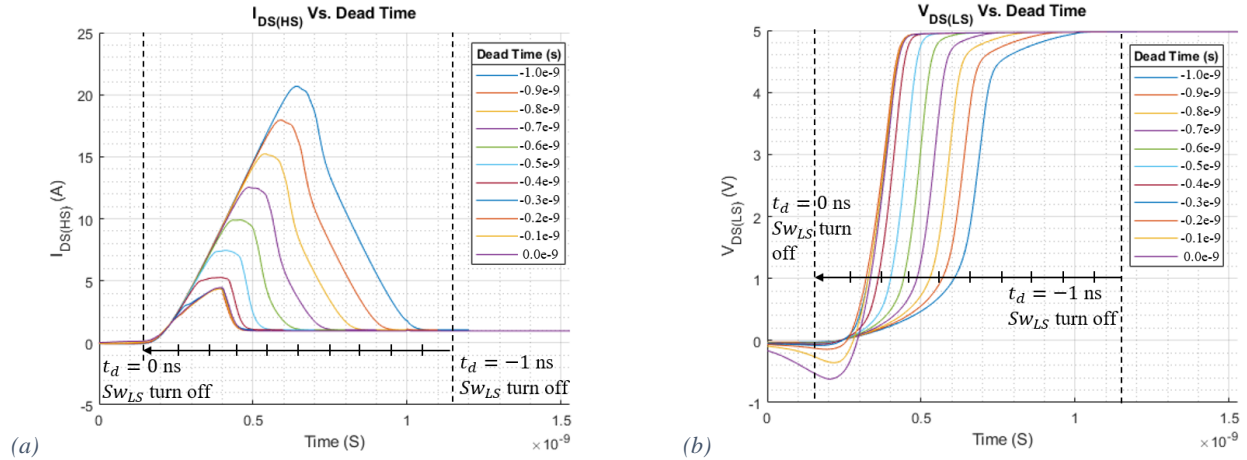 I_DS(HS) Vs. Dead Time
25
20
15
10
5
0
-5
I_DS(HS) (A)
Dead Time (s)
-1.0e-9
-0.9e-9
-0.8e-9
-0.7e-9
-0.6e-9
-0.5e-9
-0.4e-9
-0.3e-9
-0.2e-9
-0.1e-9
0.0e-9
t_d = 0 ns
Sw_LS turn off
t_d = −1 ns
Sw_LS turn off
0
0.5
1
1.5
Time (S)
×10^-9
(a)
V_DS(LS) Vs. Dead Time
5
4
3
2
1
0
-1
V_DS(LS) (V)
Dead Time (s)
-1.0e-9
-0.9e-9
-0.8e-9
-0.7e-9
-0.6e-9
-0.5e-9
-0.4e-9
-0.3e-9
-0.2e-9
-0.1e-9
0.0e-9
t_d = 0 ns
Sw_LS turn
off
t_d = −1 ns
Sw_LS turn off
0
0.5
1
1.5
Time (S)
×10^-9
(b)